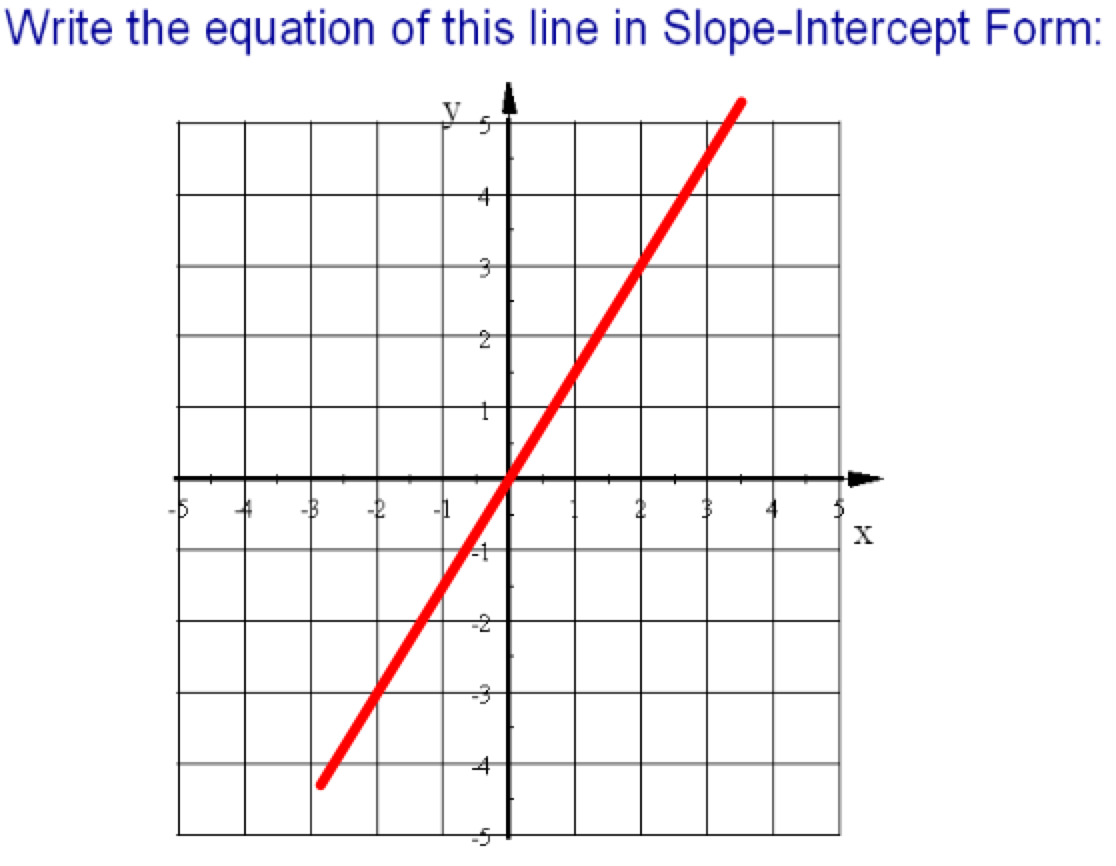 Write the equation of this line in Slope-Intercept Form:
y
5
4
3
2
1
-5 -4 -3 -2 -1 1 2 3 4 5
x
-1
-2
-3
-4
-5